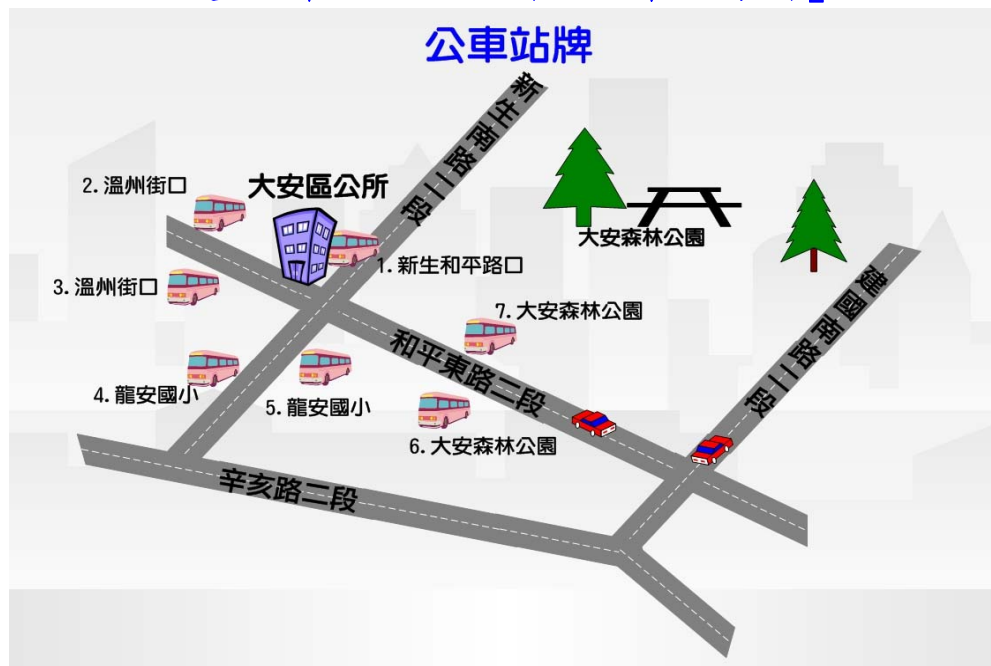 公車站牌
新生南路二段
2. 溫州街口
大安區公所
大安森林公園
1. 新生和平路口
3. 溫州街口
建國南路二段
7. 大安森林公園
和平東路二段
4. 龍安國小
5. 龍安國小
6. 大安森林公園
辛亥路二段